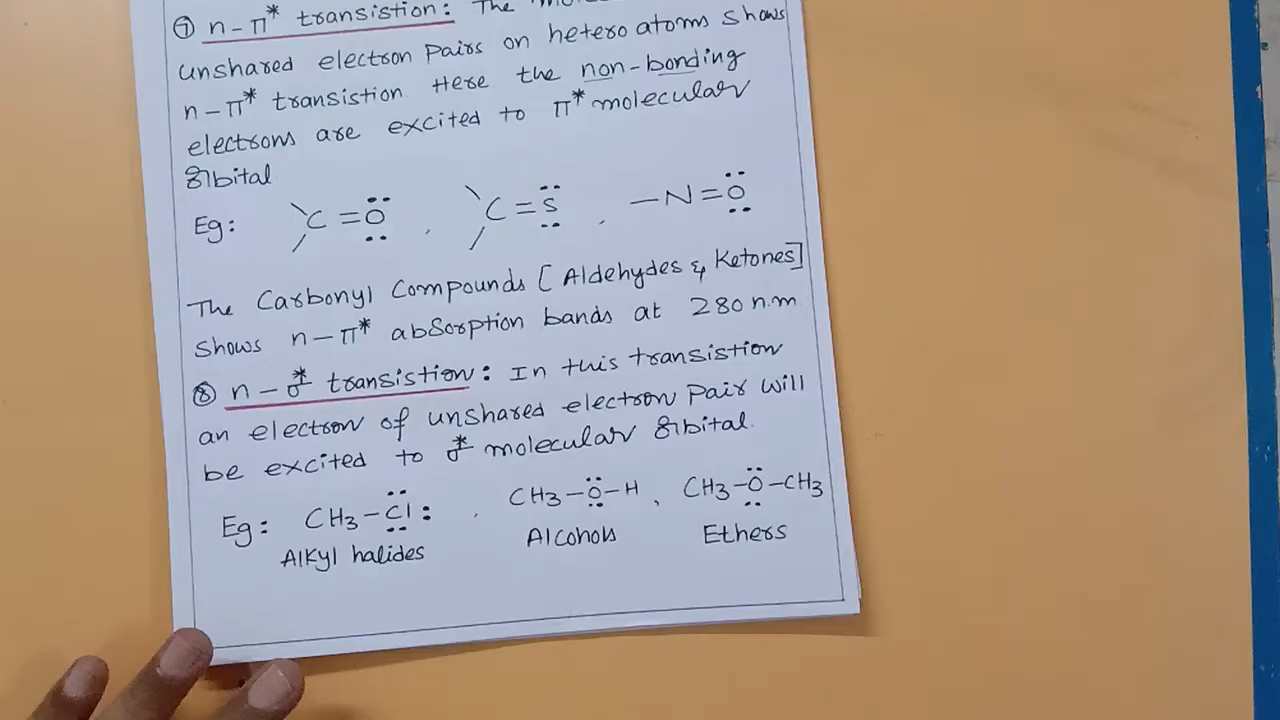 ⑦ n-π* transistion: The
unshared electron pairs on hetero atoms shows
n-π* transistion Here the non-bonding
electrons are excited to π* molecular
orbital
Eg: C=O, C=S, -N=O
The Carbonyl Compounds [Aldehydes & Ketones]
shows n-π* absorption bands at 280 n.m
⑧ n-σ* transistion: In this transistion
an electron of unshared electron pair will
be excited to σ* molecular orbital.
Eg: CH3-Cl: , CH3-O-H, CH3-O-CH3
Alkyl halides Alcohols Ethers